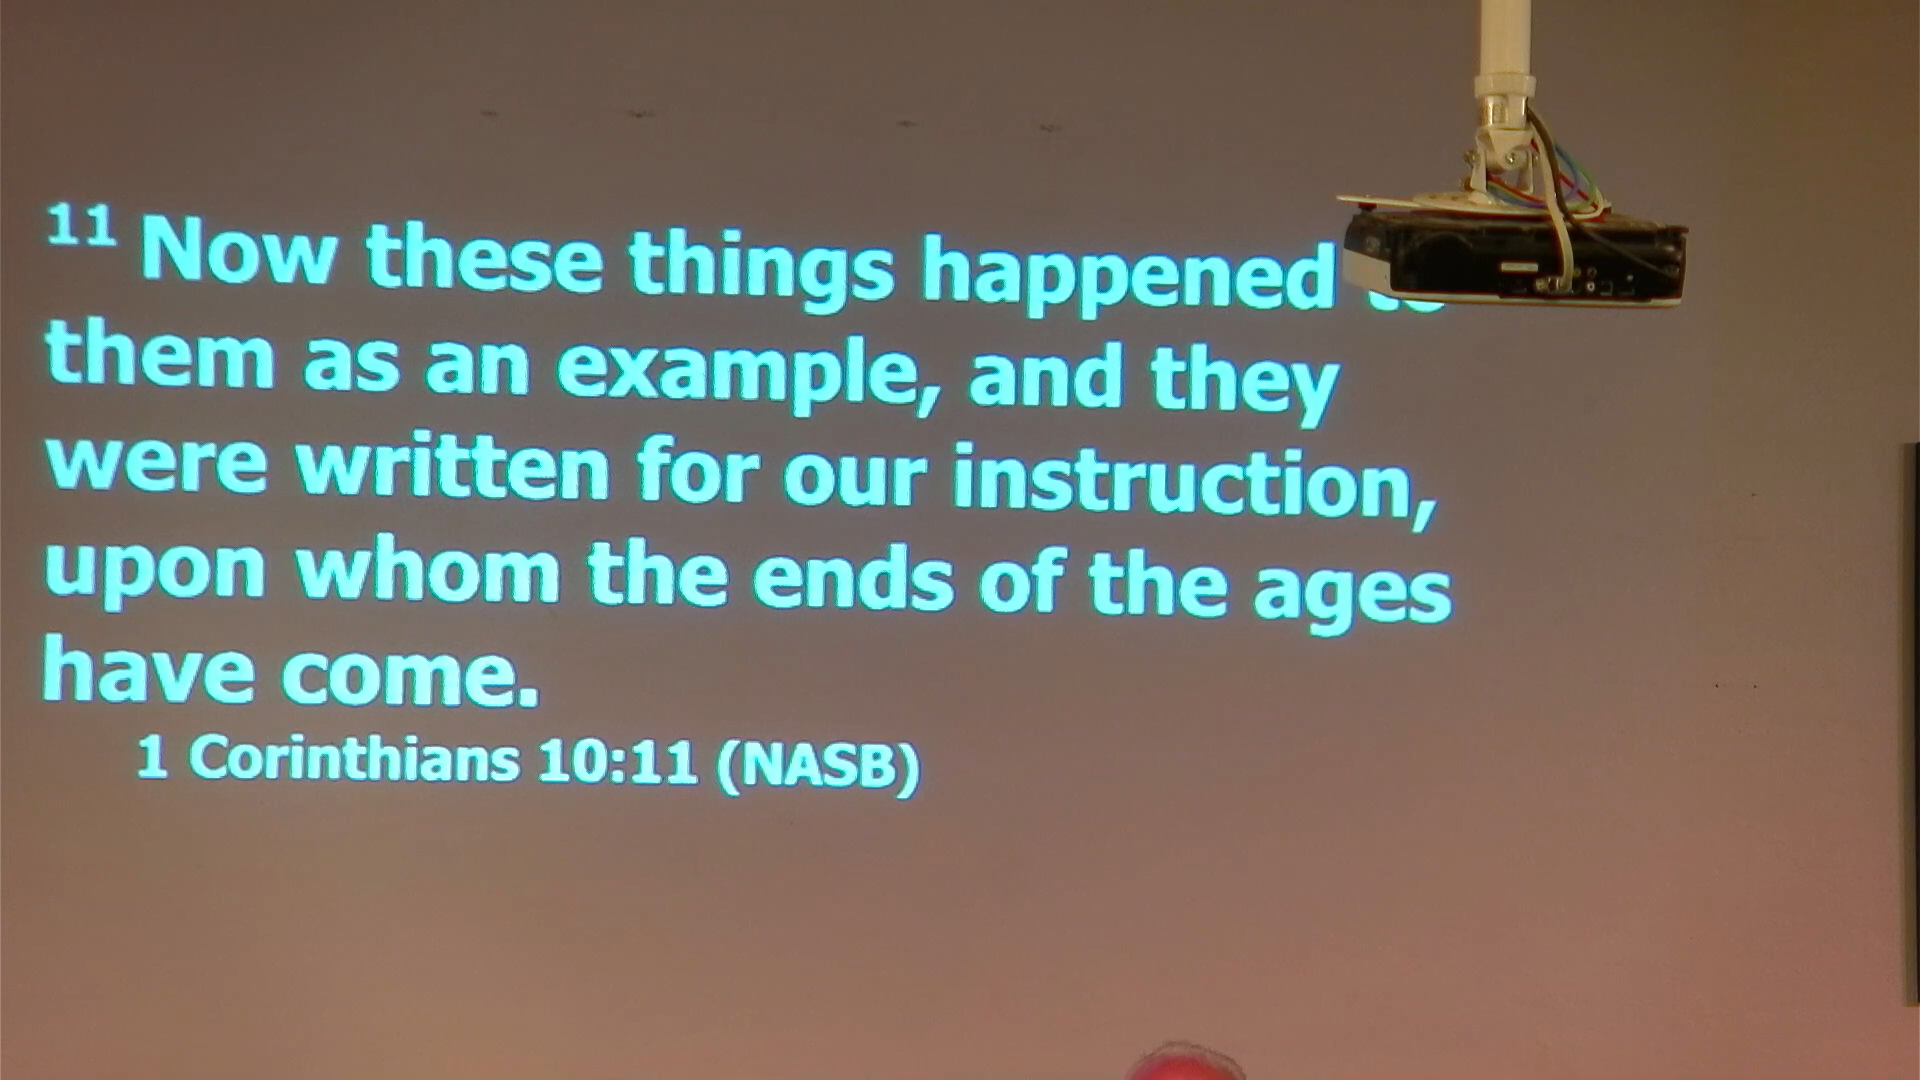 11 Now these things happened to
them as an example, and they
were written for our instruction,
upon whom the ends of the ages
have come.
1 Corinthians 10:11 (NASB)